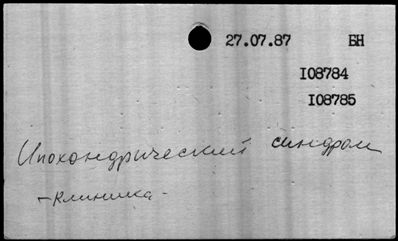 27.07.87 БН
I08784
I08785
Ипохондрический синдром
- клиника -